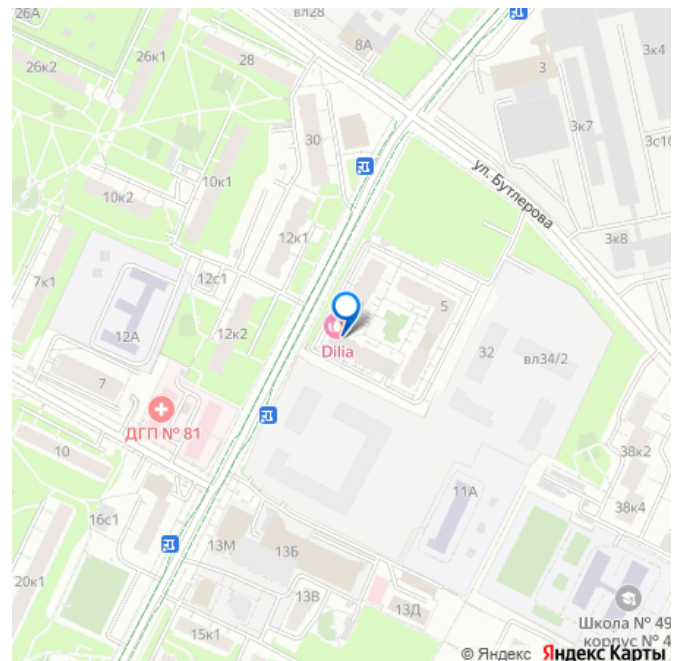 26А
вл28
26к1
28
8А
26к2
3
3к4
30
3к7
3с10
10к1
ул. Бутлерова
10к2
12к1
3к8
7к1
12с1
5
12А
12к2
Dilia
32
вл34/2
7
ДГП № 81
10
38к2
11А
38к4
16с1
13М
13Б
20к1
13В
13Д
15к1
Школа № 49
корпус № 4
© Яндекс Яндекс Карты